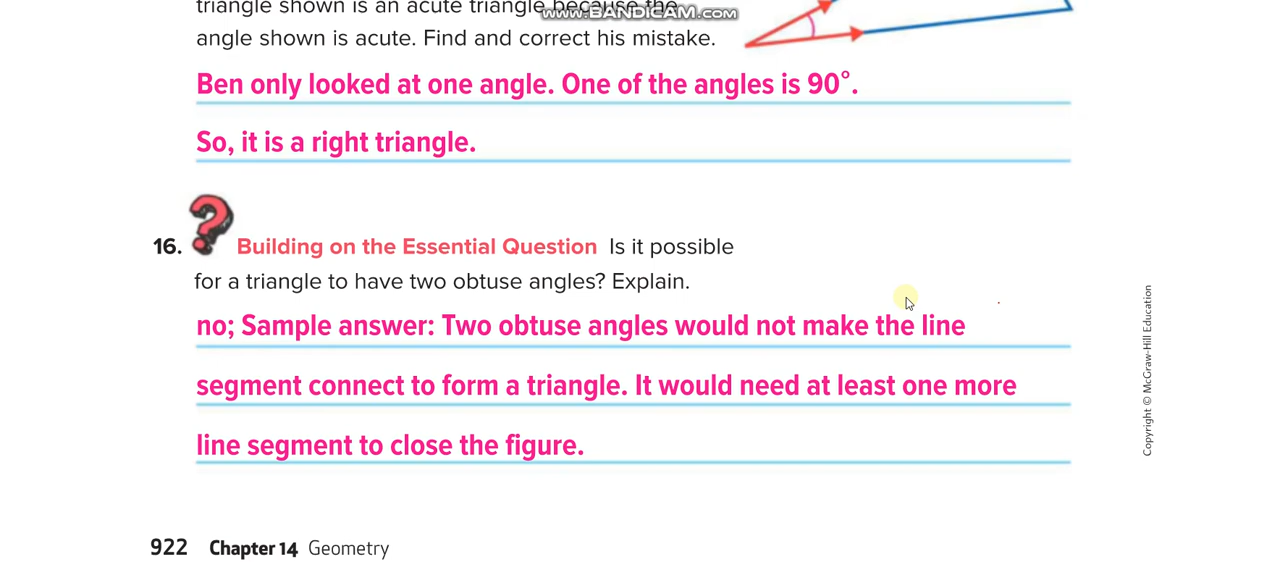 triangle shown is an acute triangle because the
www.BANDICAM.com
angle shown is acute. Find and correct his mistake.
Ben only looked at one angle. One of the angles is 90°.
So, it is a right triangle.
16. Building on the Essential Question Is it possible
for a triangle to have two obtuse angles? Explain.
no; Sample answer: Two obtuse angles would not make the line
segment connect to form a triangle. It would need at least one more
line segment to close the figure.
Copyright © McGraw-Hill Education
922 Chapter 14 Geometry